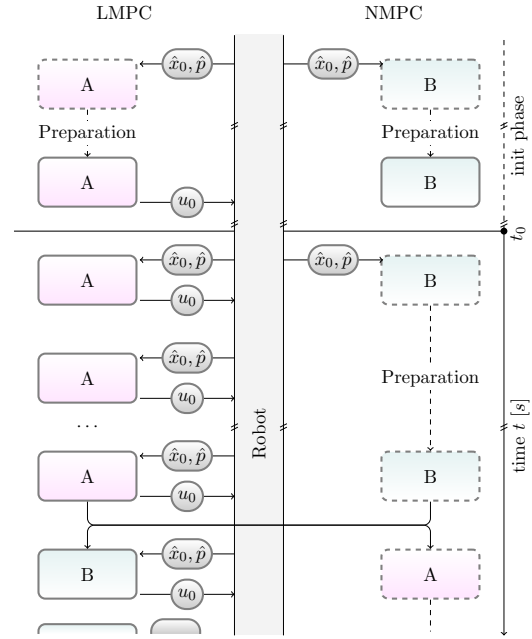 LMPC
NMPC
x̂₀, p̂
x̂₀, p̂
A
B
Preparation
Preparation
A
B
u₀
init phase
t₀
x̂₀, p̂
x̂₀, p̂
A
B
u₀
x̂₀, p̂
A
Preparation
u₀
...
Robot
time t [s]
x̂₀, p̂
A
B
u₀
x̂₀, p̂
B
A
u₀